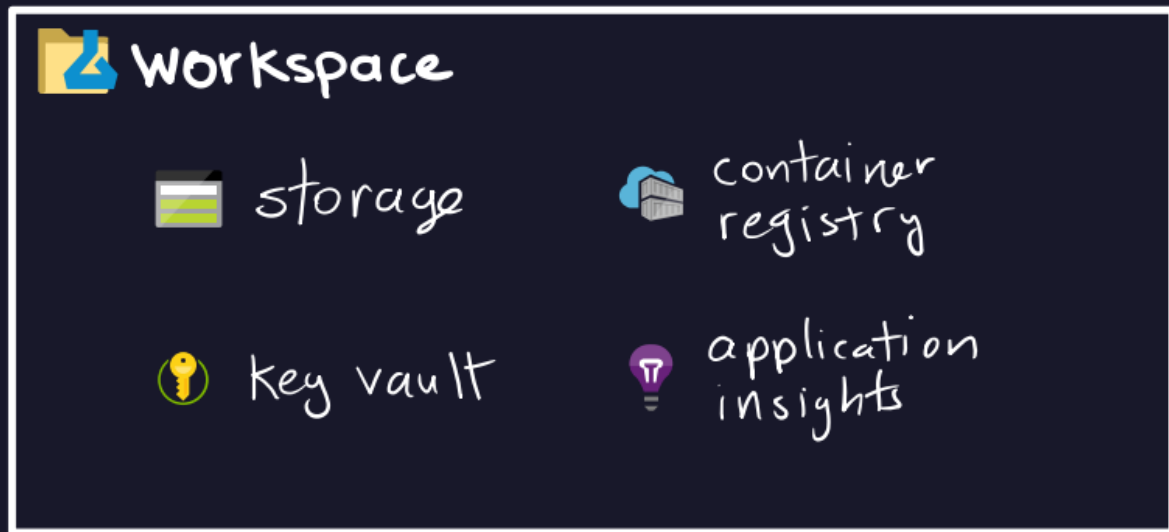 Workspace
storage
container
registry
key vault
application
insights